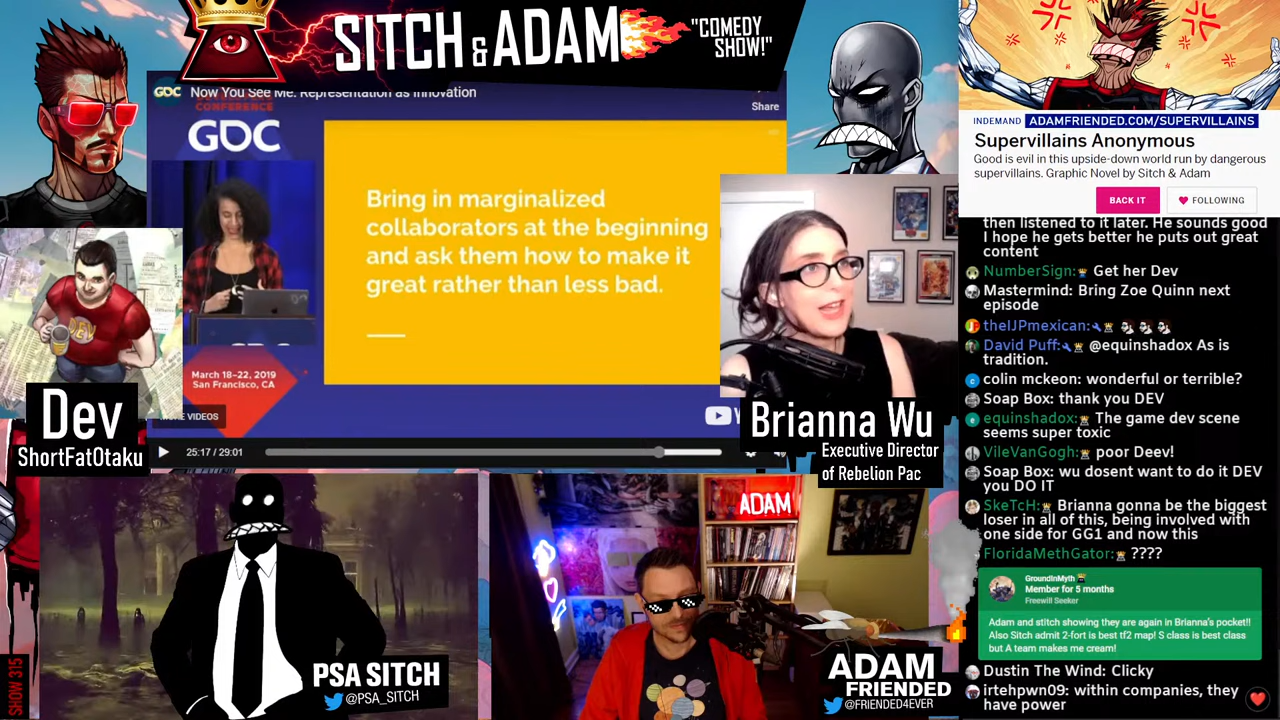 SITCH & ADAM
"COMEDY
SHOW!"
GDC
Now You See Me: Representation as Innovation
Share
CONFERENCE
GDC
Bring in marginalized
collaborators at the beginning
and ask them how to make it
great rather than less bad.
March 18–22, 2019
San Francisco, CA
MORE VIDEOS
25:17 / 29:01
DEV
Dev
ShortFatOtaku
Brianna Wu
Executive Director
of Rebelion Pac
SHOW 315
PSA SITCH
@PSA_SITCH
ADAM
ADAM
FRIENDED
@FRIENDED4EVER
INDEMAND ADAMFRIENDED.COM/SUPERVILLAINS
Supervillains Anonymous
Good is evil in this upside-down world run by dangerous
supervillains. Graphic Novel by Sitch & Adam
BACK IT
FOLLOWING
then listened to it later. He sounds good
I hope he gets better he puts out great
content
NumberSign: Get her Dev
Mastermind: Bring Zoe Quinn next
episode
theIJPmexican:
David Puff: @equinshadox As is
tradition.
colin mckeon: wonderful or terrible?
Soap Box: thank you DEV
equinshadox: The game dev scene
seems super toxic
VileVanGogh: poor Deev!
Soap Box: wu dosent want to do it DEV
you DO IT
SkeTcH: Brianna gonna be the biggest
loser in all of this, being involved with
one side for GG1 and now this
FloridaMethGator: ????
GroundInMyth
Member for 5 months
Freewill Seeker
Adam and stitch showing they are again in Brianna's pocket!!
Also Sitch admit 2-fort is best tf2 map! S class is best class
but A team makes me cream!
Dustin The Wind: Clicky
irtehpwn09: within companies, they
have power